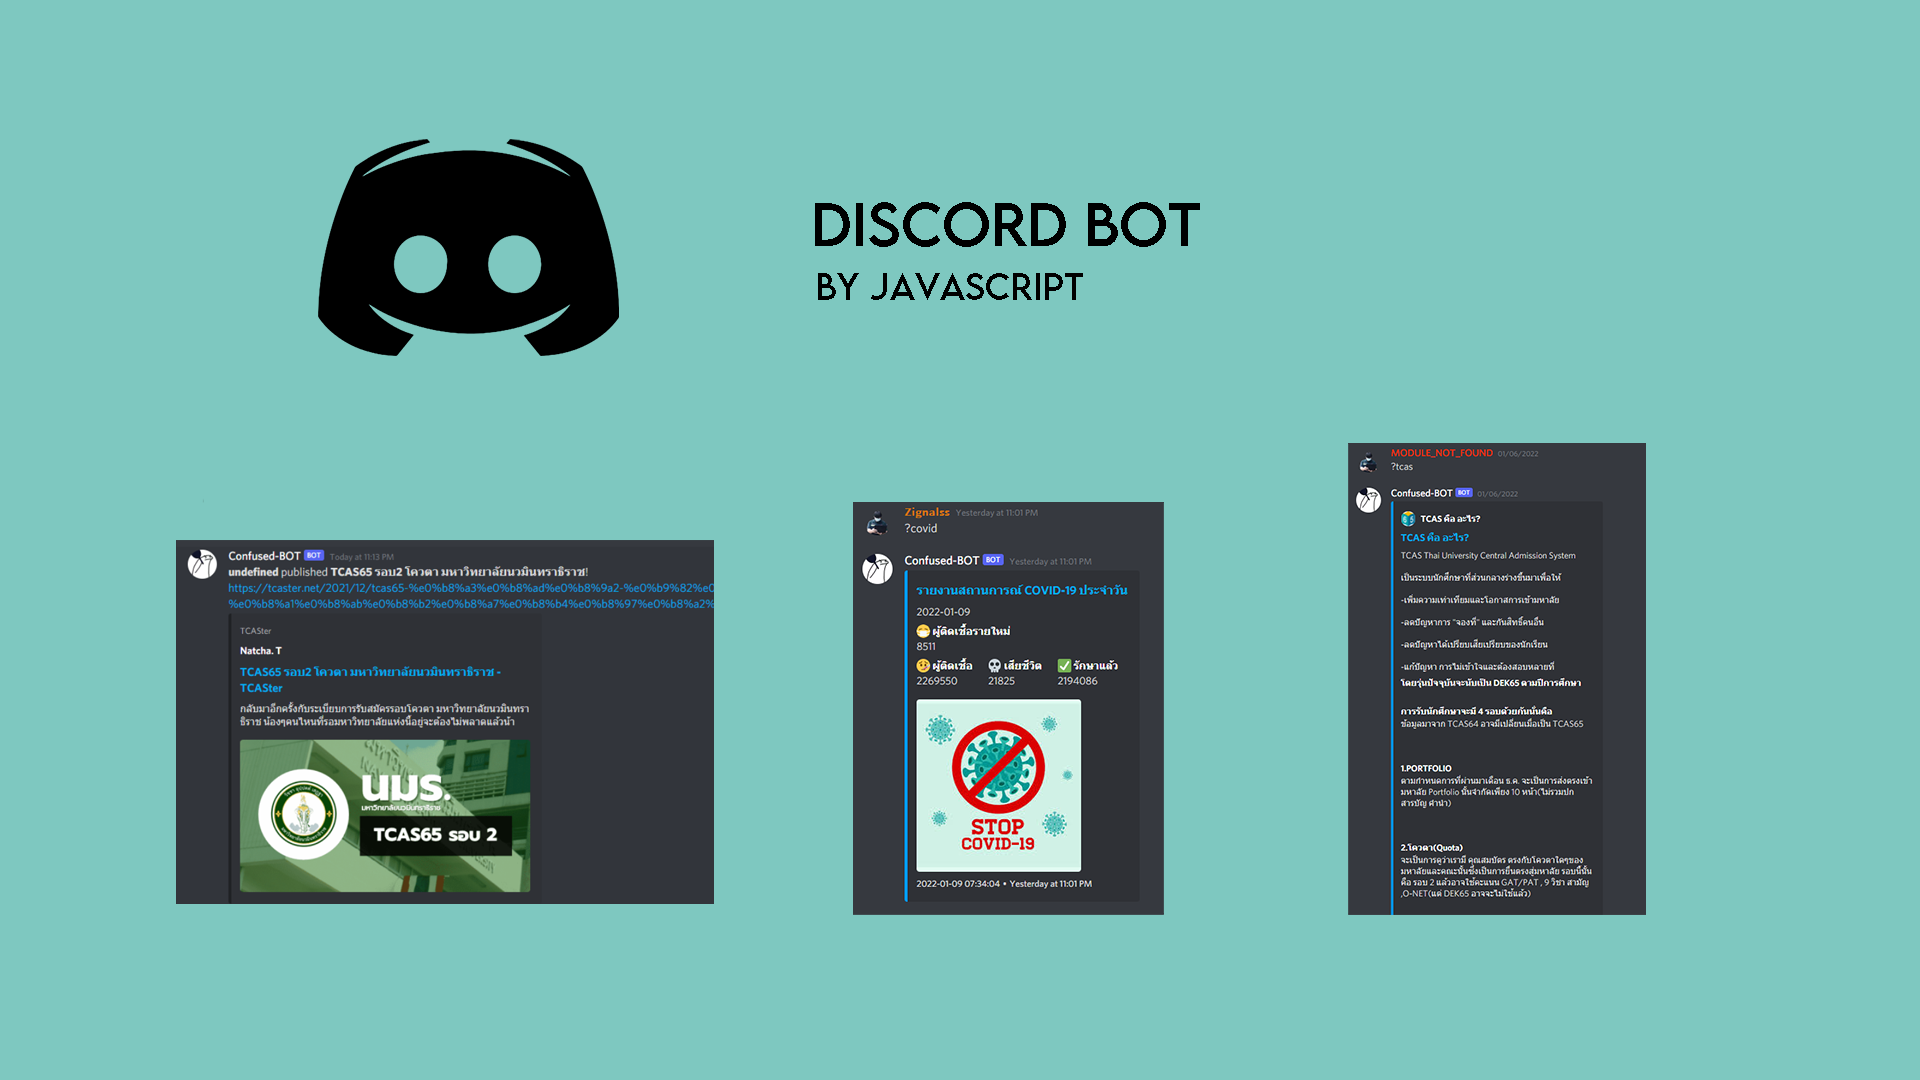 DISCORD BOT
BY JAVASCRIPT
Confused-BOT BOT Today at 11:13 PM
undefined published TCAS65 รอบ2 โควตา มหาวิทยาลัยนวมินทราธิราช!
https://tcaster.net/2021/12/tcas65-%e0%b8%a3%e0%b8%ad%e0%b8%9a2-%e0%b9%82%e0
%e0%b8%a1%e0%b8%ab%e0%b8%b2%e0%b8%a7%e0%b8%b4%e0%b8%97%e0%b8%a2%
TCASter
Natcha. T
TCAS65 รอบ2 โควตา มหาวิทยาลัยนวมินทราธิราช -
TCASter
กลับมาอีกครั้งกับระเบียบการรับสมัครรอบโควตา มหาวิทยาลัยนวมินทรา
ธิราช น้องๆคนไหนที่รอมหาวิทยาลัยแห่งนี้อยู่จะต้องไม่พลาดแล้วน้า
นมร.
มหาวิทยาลัยนวมินทราธิราช
TCAS65 รอบ 2
Zignalss Yesterday at 11:01 PM
?covid
Confused-BOT BOT Yesterday at 11:01 PM
รายงานสถานการณ์ COVID-19 ประจำวัน
2022-01-09
ผู้ติดเชื้อรายใหม่
8511
ผู้ติดเชื้อ เสียชีวิต รักษาแล้ว
2269550 21825 2194086
STOP
COVID-19
2022-01-09 07:34:04 • Yesterday at 11:01 PM
MODULE_NOT_FOUND 01/06/2022
?tcas
Confused-BOT BOT 01/06/2022
TCAS คือ อะไร?
TCAS คือ อะไร?
TCAS Thai University Central Admission System
เป็นระบบนักศึกษาที่ส่วนกลางร่างขึ้นมาเพื่อให้
-เพิ่มความเท่าเทียมและโอกาสการเข้ามหาลัย
-ลดปัญหาการ "จองที่" และกันสิทธิ์คนอื่น
-ลดปัญหาได้เปรียบเสียเปรียบของนักเรียน
-แก้ปัญหา การไม่เข้าใจและต้องสอบหลายที่
โดยรุ่นปัจจุบันจะนับเป็น DEK65 ตามปีการศึกษา
การรับนักศึกษาจะมี 4 รอบด้วยกันนั่นคือ
ข้อมูลมาจาก TCAS64 อาจมีเปลี่ยนเมื่อเป็น TCAS65
1.PORTFOLIO
ตามกำหนดการที่ผ่านมาเดือน ธ.ค. จะเป็นการส่งตรงเข้า
มหาลัย Portfolio นั้นจำกัดเพียง 10 หน้า(ไม่รวมปก
สารบัญ คำนำ)
2.โควตา(Quota)
จะเป็นการดูว่าเรามี คุณสมบัตร ตรงกับโควตาใดๆของ
มหาลัยและคณะนั้นซึ่งเป็นการยื่นตรงสู่มหาลัย รอบนี้นั้น
คือ รอบ 2 แล้วอาจใช้คะแนน GAT/PAT , 9 วิชา สามัญ
,O-NET(แต่ DEK65 อาจจะไม่ใช้แล้ว)